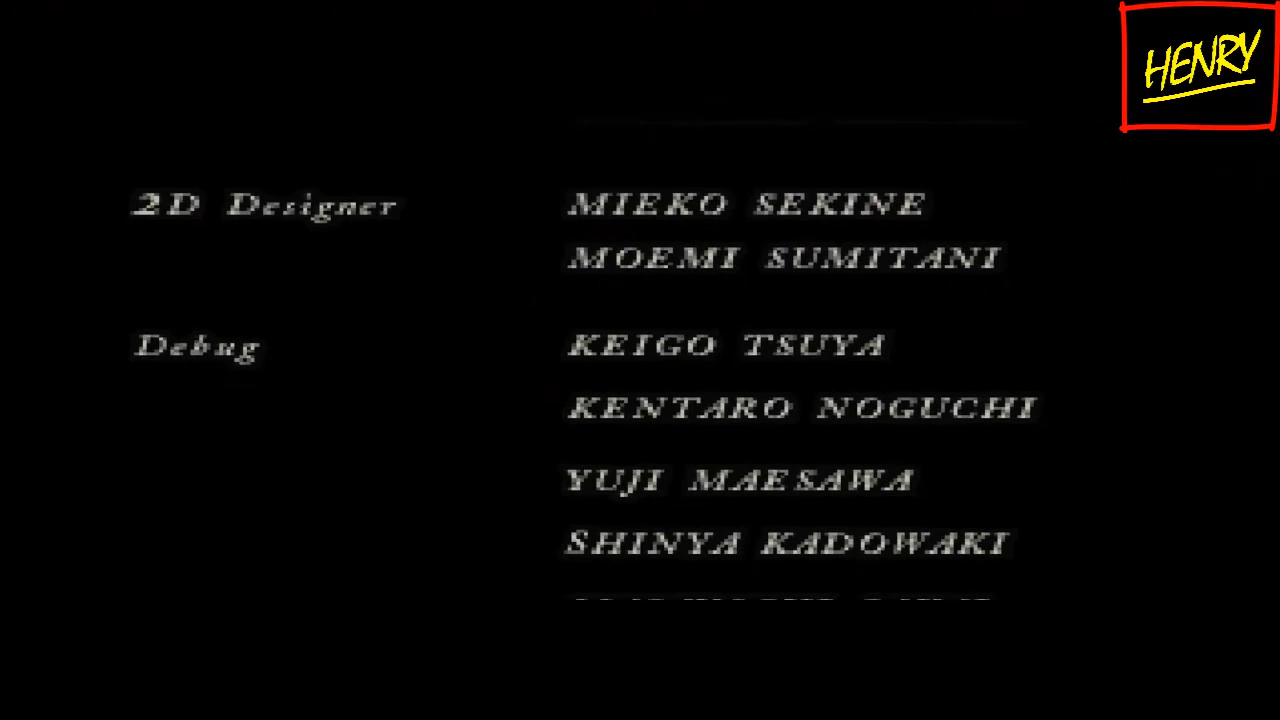 HENRY
2D Designer MIEKO SEKINE
MOEMI SUMITANI
Debug KEIGO TSUYA
KENTARO NOGUCHI
YUJI MAESAWA
SHINYA KADOWAKI